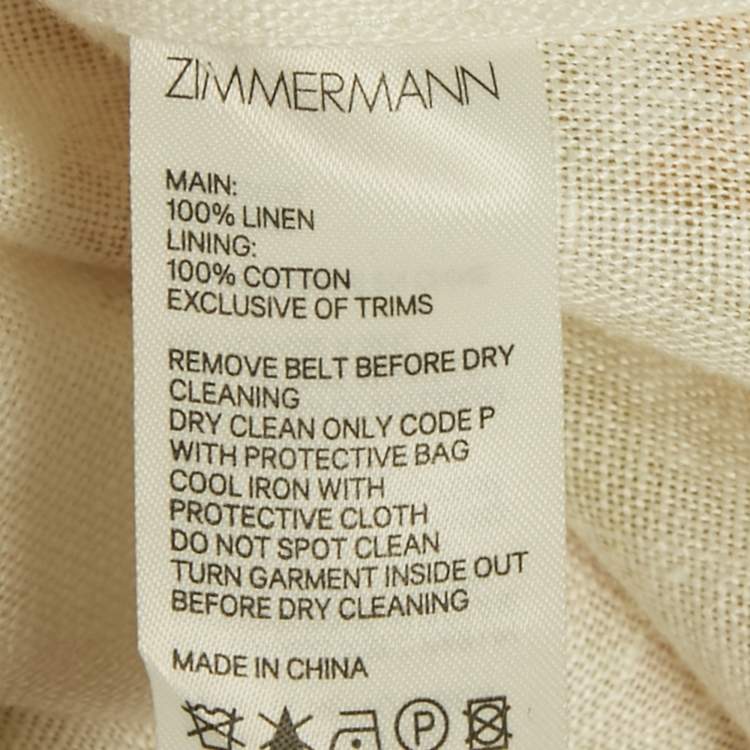 ZIMMERMANN
MAIN:
100% LINEN
LINING:
100% COTTON
EXCLUSIVE OF TRIMS
REMOVE BELT BEFORE DRY
CLEANING
DRY CLEAN ONLY CODE P
WITH PROTECTIVE BAG
COOL IRON WITH
PROTECTIVE CLOTH
DO NOT SPOT CLEAN
TURN GARMENT INSIDE OUT
BEFORE DRY CLEANING
MADE IN CHINA
P